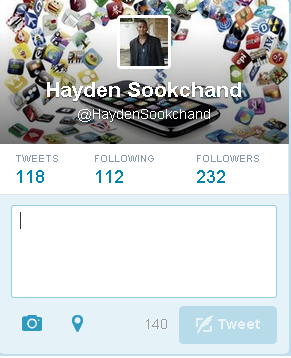 Hayden Sookchand
@HaydenSookchand
TWEETS FOLLOWING FOLLOWERS
118 112 232
140 Tweet